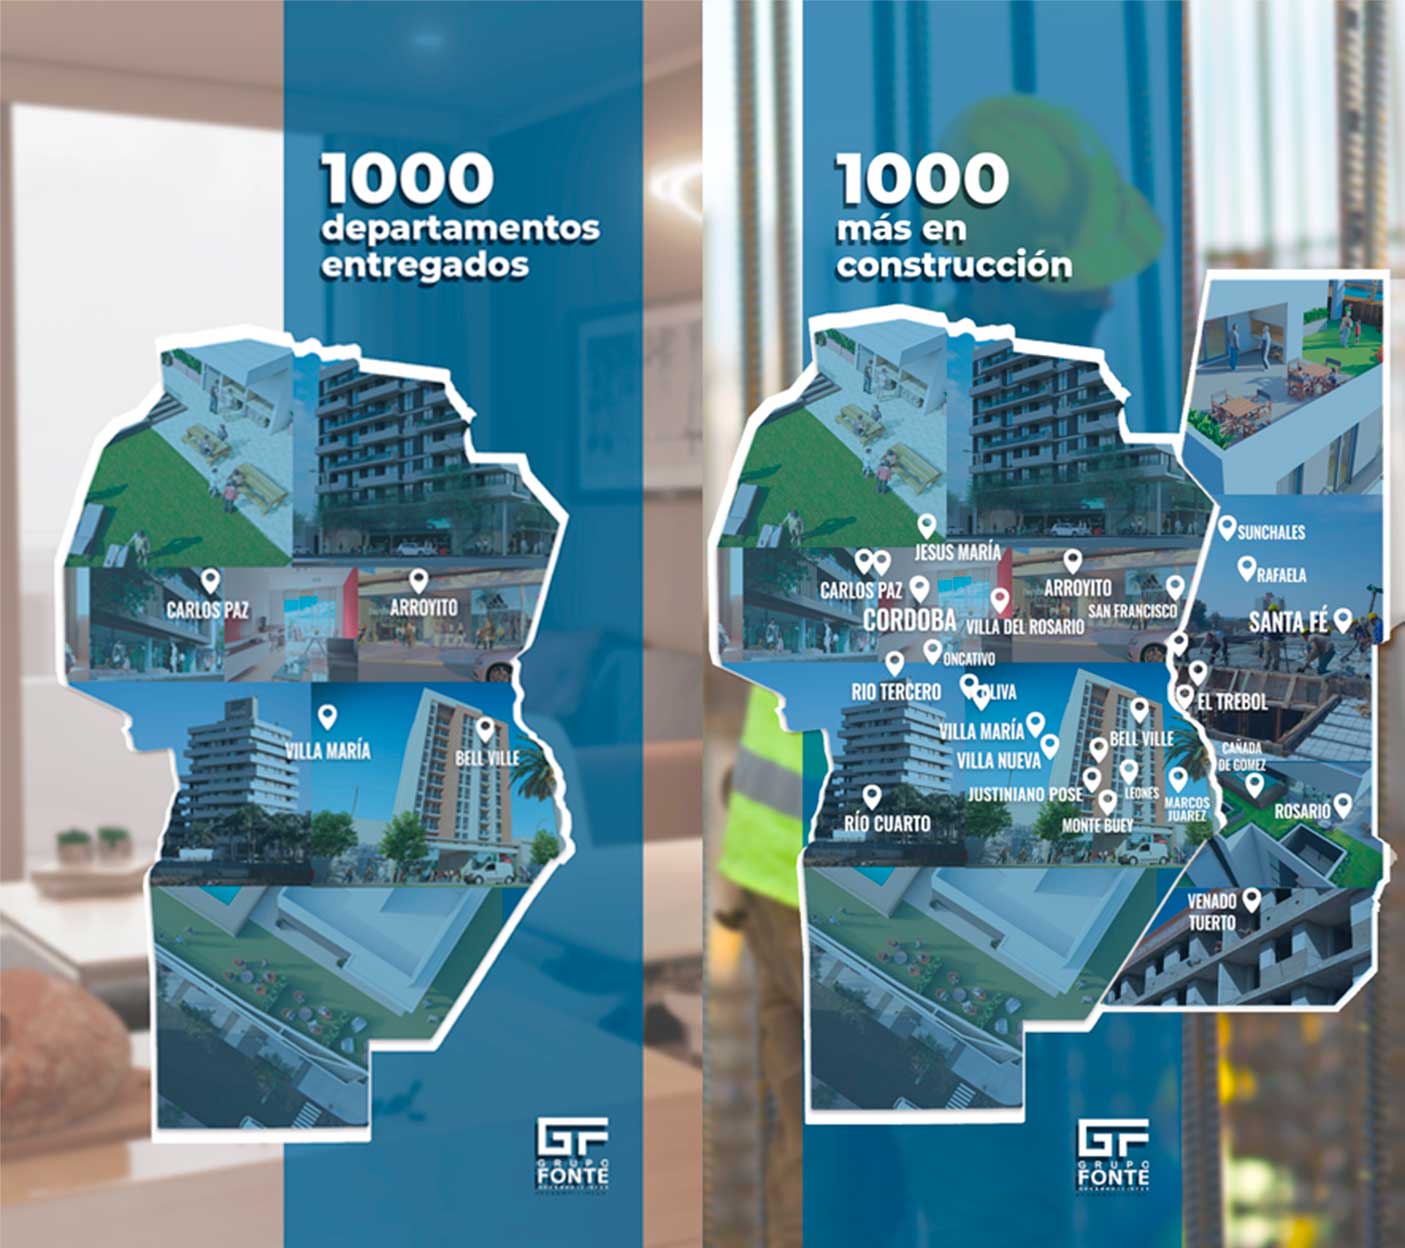 1000
departamentos
entregados
CARLOS PAZ
ARROYITO
VILLA MARÍA
BELL VILLE
GF
GRUPO
FONTE
1000
más en
construcción
SUNCHALES
JESUS MARÍA
RAFAELA
CARLOS PAZ
ARROYITO
SAN FRANCISCO
CORDOBA
VILLA DEL ROSARIO
SANTA FÉ
ONCATIVO
RIO TERCERO
OLIVA
EL TREBOL
VILLA MARÍA
BELL VILLE
VILLA NUEVA
CAÑADA
DE GOMEZ
JUSTINIANO POSE
LEONES
MARCOS
JUAREZ
RÍO CUARTO
MONTE BUEY
ROSARIO
VENADO
TUERTO
GF
GRUPO
FONTE